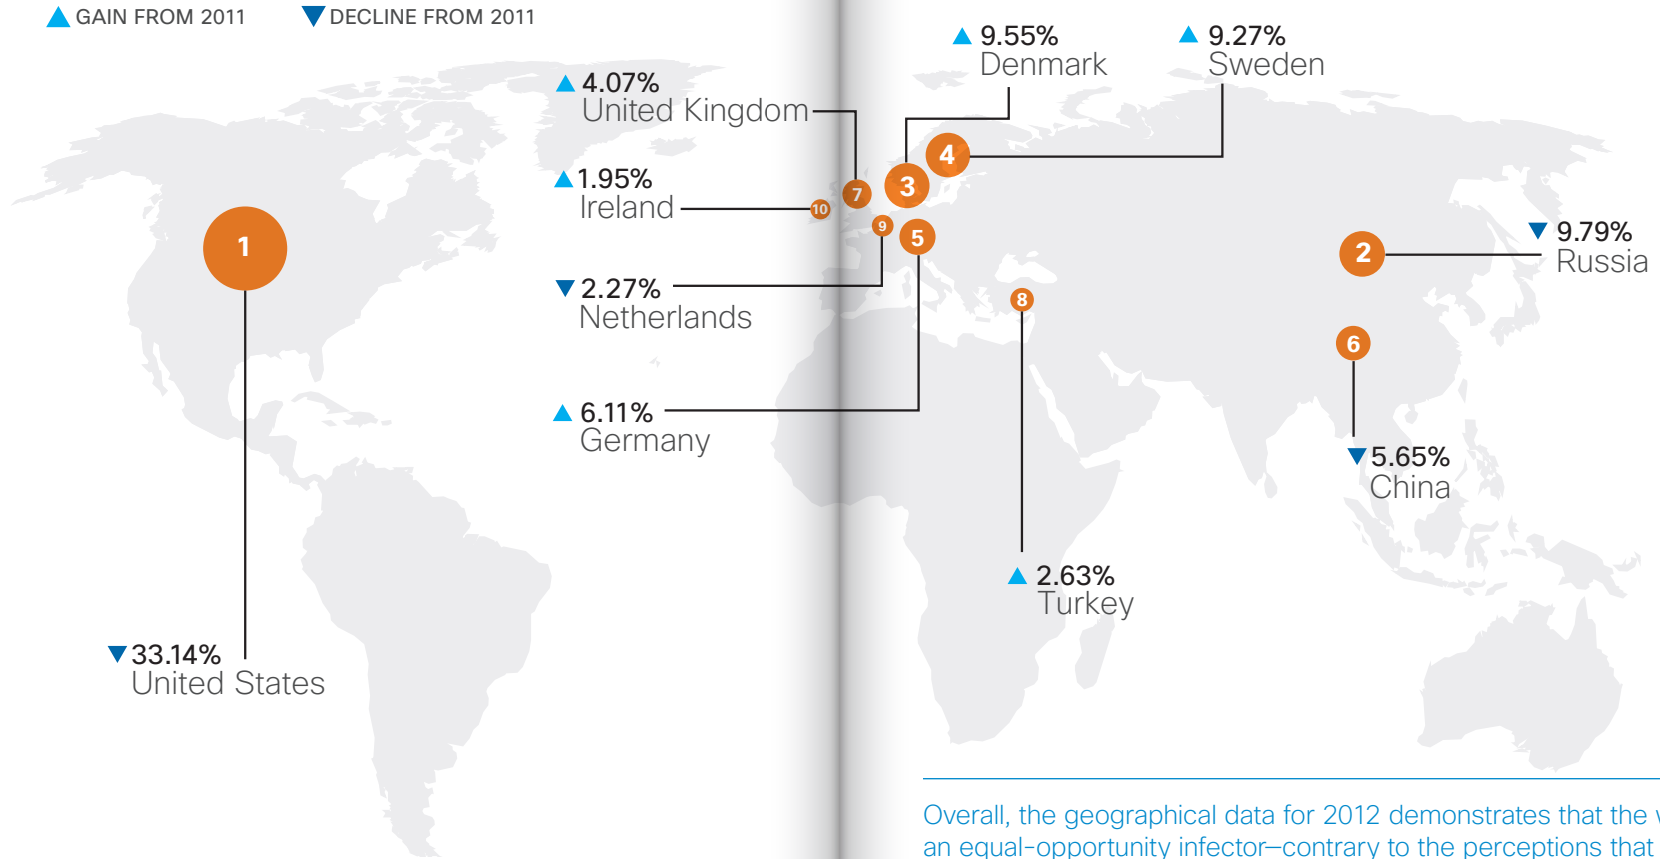 GAIN FROM 2011
DECLINE FROM 2011
9.55%
Denmark
9.27%
Sweden
4.07%
United Kingdom
1.95%
Ireland
2.27%
Netherlands
6.11%
Germany
9.79%
Russia
5.65%
China
2.63%
Turkey
33.14%
United States
1
2
3
4
5
6
7
8
9
10
Overall, the geographical data for 2012 demonstrates that the
an equal-opportunity infector—contrary to the perceptions that